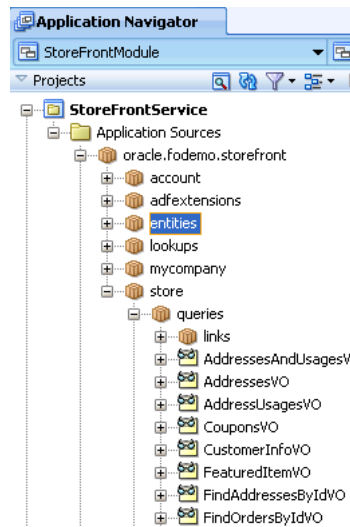 Application Navigator
StoreFrontModule
Projects
StoreFrontService
Application Sources
oracle.fodemo.storefront
account
adfextensions
entities
lookups
mycompany
store
queries
links
AddressesAndUsagesV
AddressesVO
AddressUsagesVO
CouponsVO
CustomerInfoVO
FeaturedItemVO
FindAddressesByIdVO
FindOrdersByIdVO